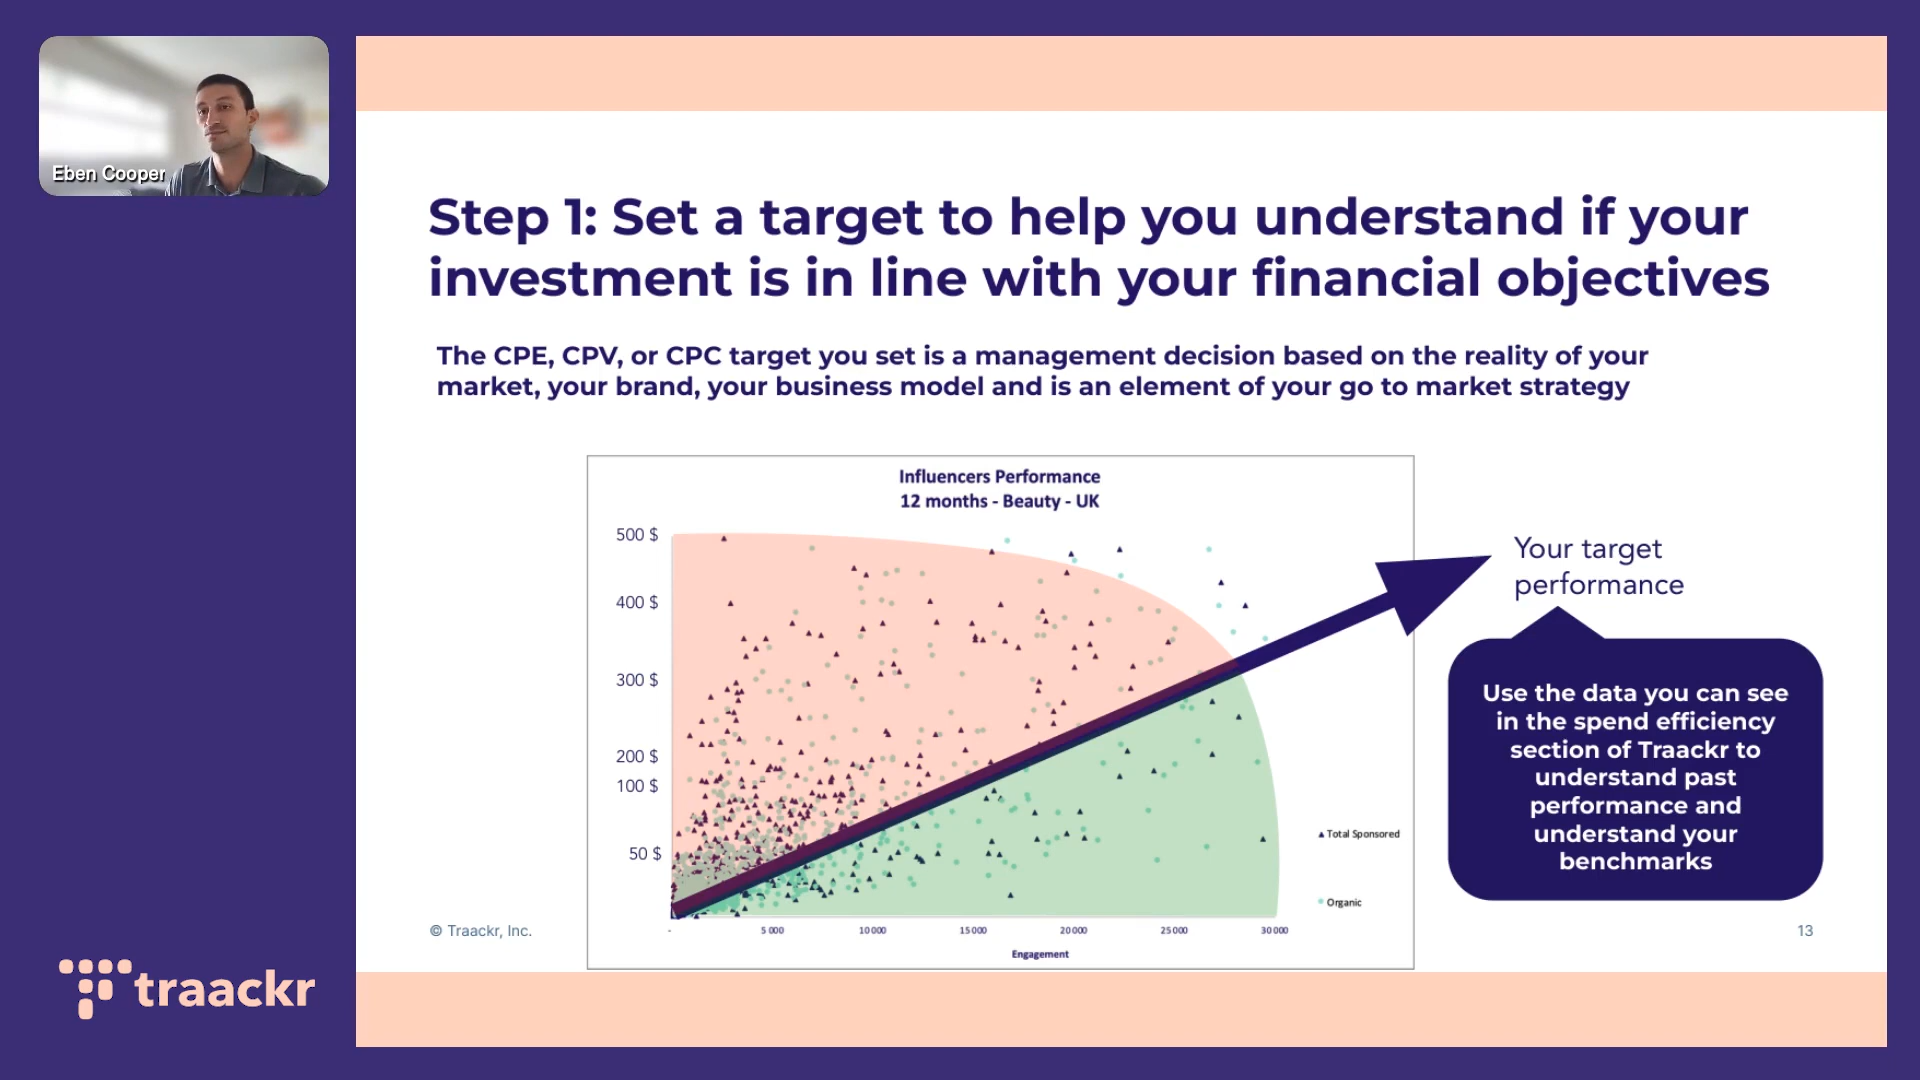 Eben Cooper
Step 1: Set a target to help you understand if your
investment is in line with your financial objectives
The CPE, CPV, or CPC target you set is a management decision based on the reality of your
market, your brand, your business model and is an element of your go to market strategy
Influencers Performance
12 months - Beauty - UK
500 $
400 $
300 $
200 $
100 $
50 $
-
5 000
10 000
15 000
20 000
25 000
30 000
Engagement
Total Sponsored
Organic
Your target
performance
Use the data you can see
in the spend efficiency
section of Traackr to
understand past
performance and
understand your
benchmarks
© Traackr, Inc.
13
traackr